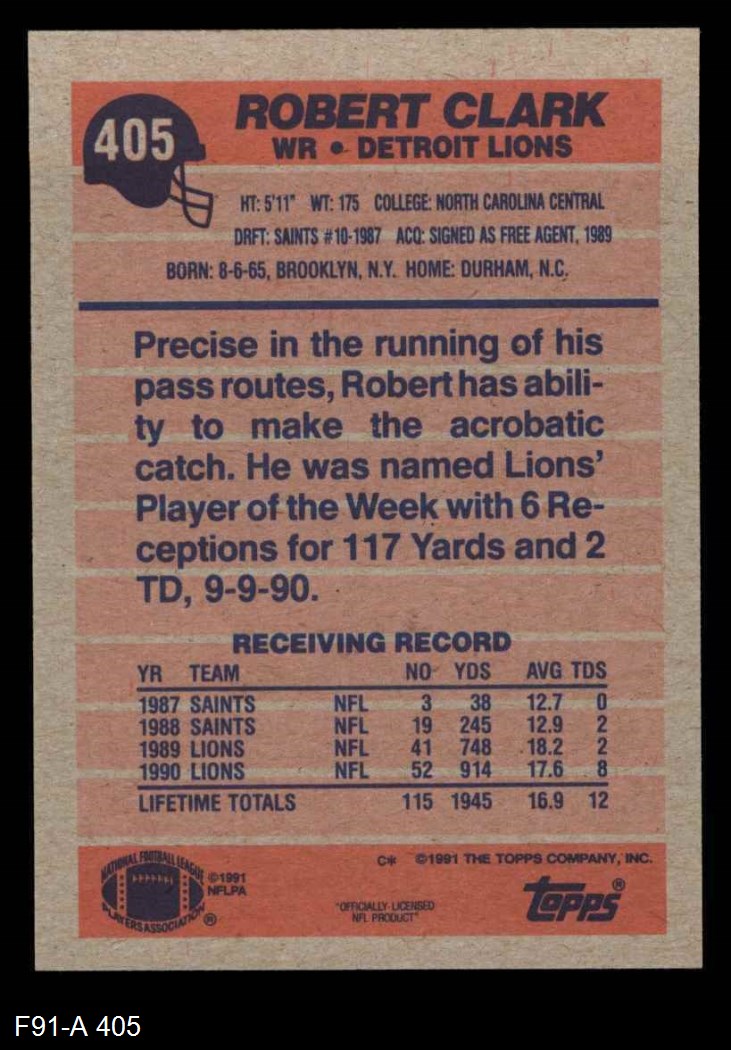 405
ROBERT CLARK
WR • DETROIT LIONS
HT: 5'11" WT: 175 COLLEGE: NORTH CAROLINA CENTRAL
DRFT: SAINTS #10-1987 ACQ: SIGNED AS FREE AGENT, 1989
BORN: 8-6-65, BROOKLYN, N.Y. HOME: DURHAM, N.C.
Precise in the running of his
pass routes, Robert has abili-
ty to make the acrobatic
catch. He was named Lions'
Player of the Week with 6 Re-
ceptions for 117 Yards and 2
TD, 9-9-90.
RECEIVING RECORD
YR TEAM NO YDS AVG TDS
1987 SAINTS NFL 3 38 12.7 0
1988 SAINTS NFL 19 245 12.9 2
1989 LIONS NFL 41 748 18.2 2
1990 LIONS NFL 52 914 17.6 8
LIFETIME TOTALS 115 1945 16.9 12
C* ©1991 THE TOPPS COMPANY, INC.
NATIONAL FOOTBALL LEAGUE
PLAYERS ASSOCIATION ®
©1991
NFLPA
"OFFICIALLY LICENSED
NFL PRODUCT"
TOPPS®
F91-A 405